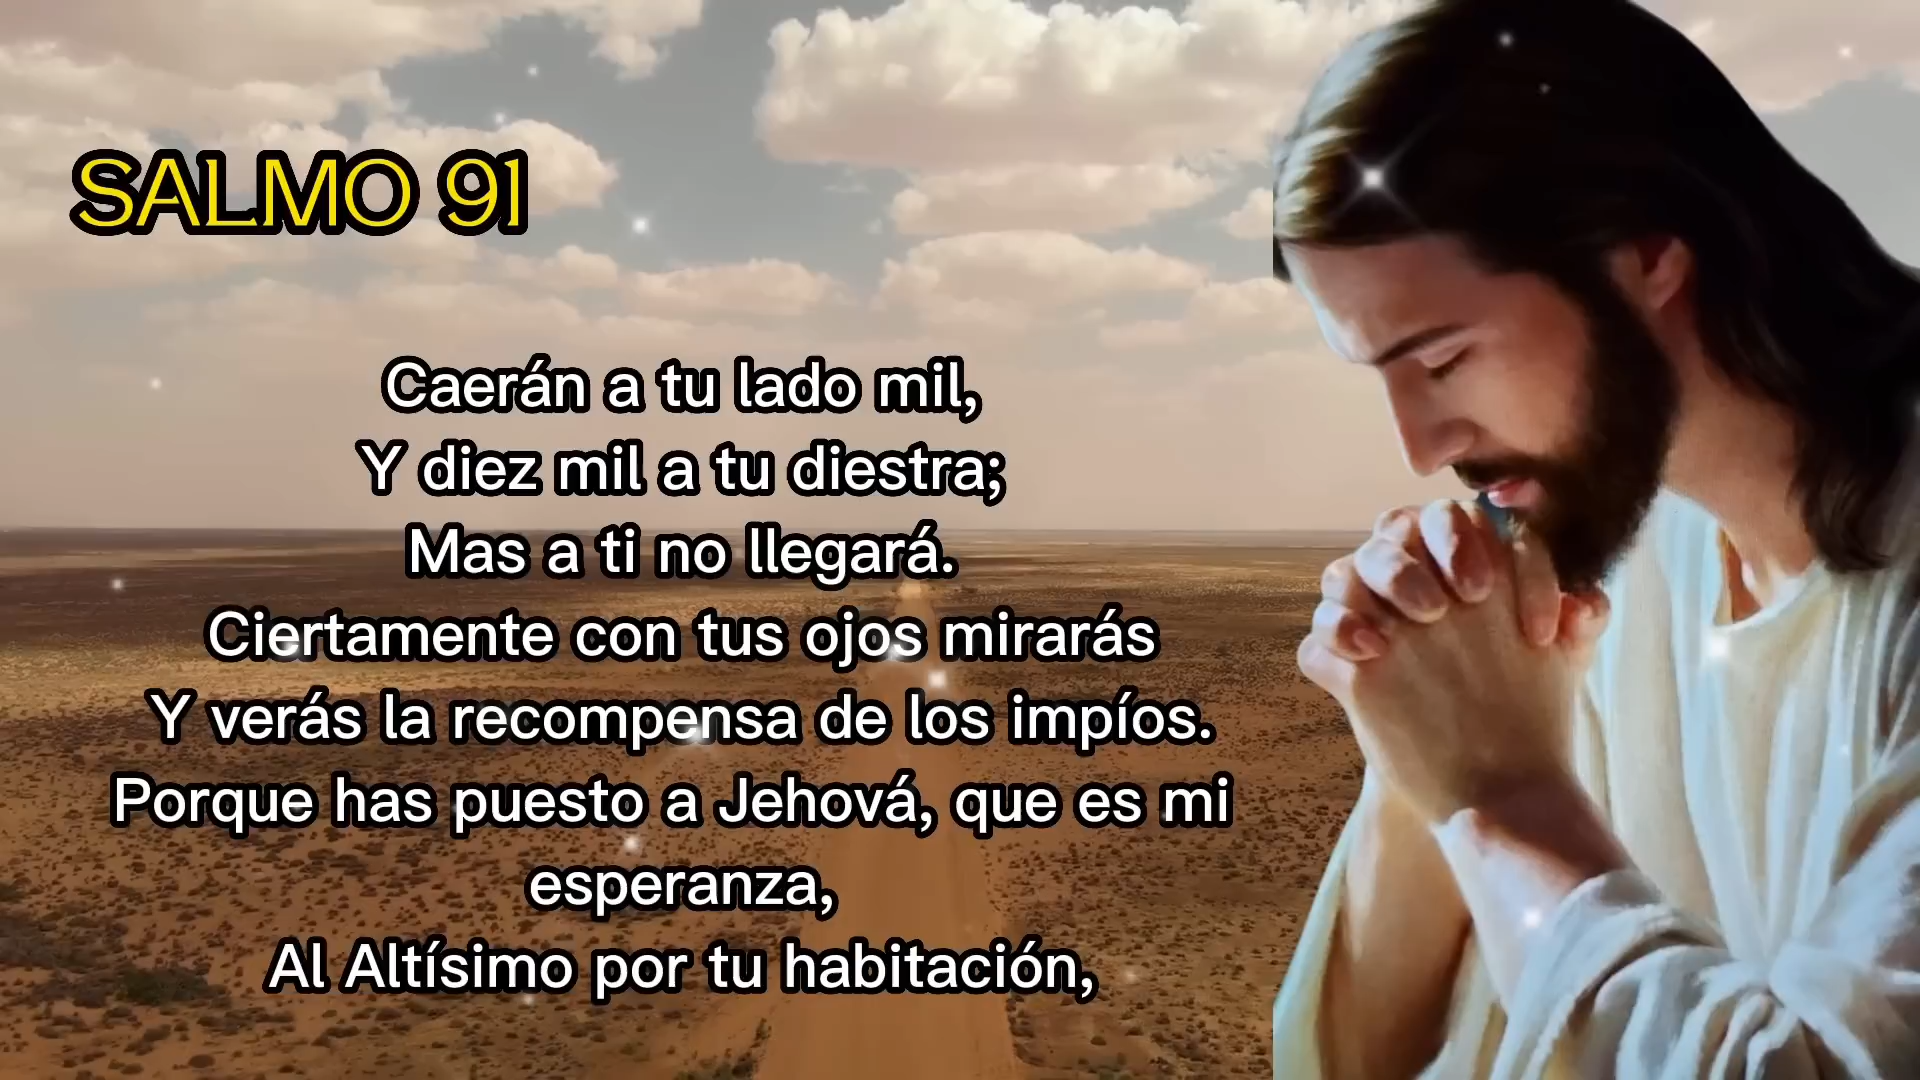 SALMO 91
Caerán a tu lado mil,
Y diez mil a tu diestra;
Mas a ti no llegará.
Ciertamente con tus ojos mirarás
Y verás la recompensa de los impíos.
Porque has puesto a Jehová, que es mi
esperanza,
Al Altísimo por tu habitación,